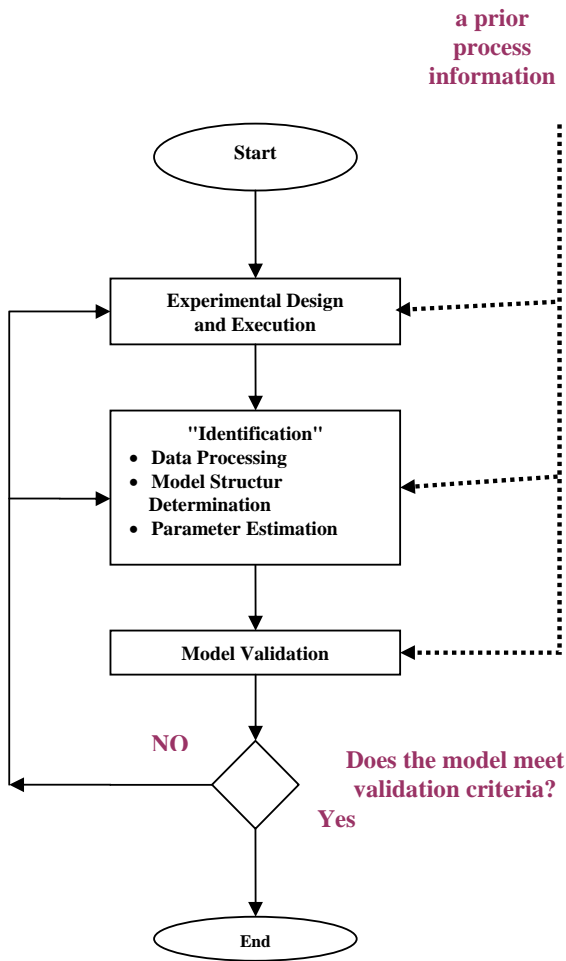 a prior
process
information
Start
Experimental Design
and Execution
"Identification"
• Data Processing
• Model Structur
Determination
• Parameter Estimation
Model Validation
NO
Does the model meet
validation criteria?
Yes
End